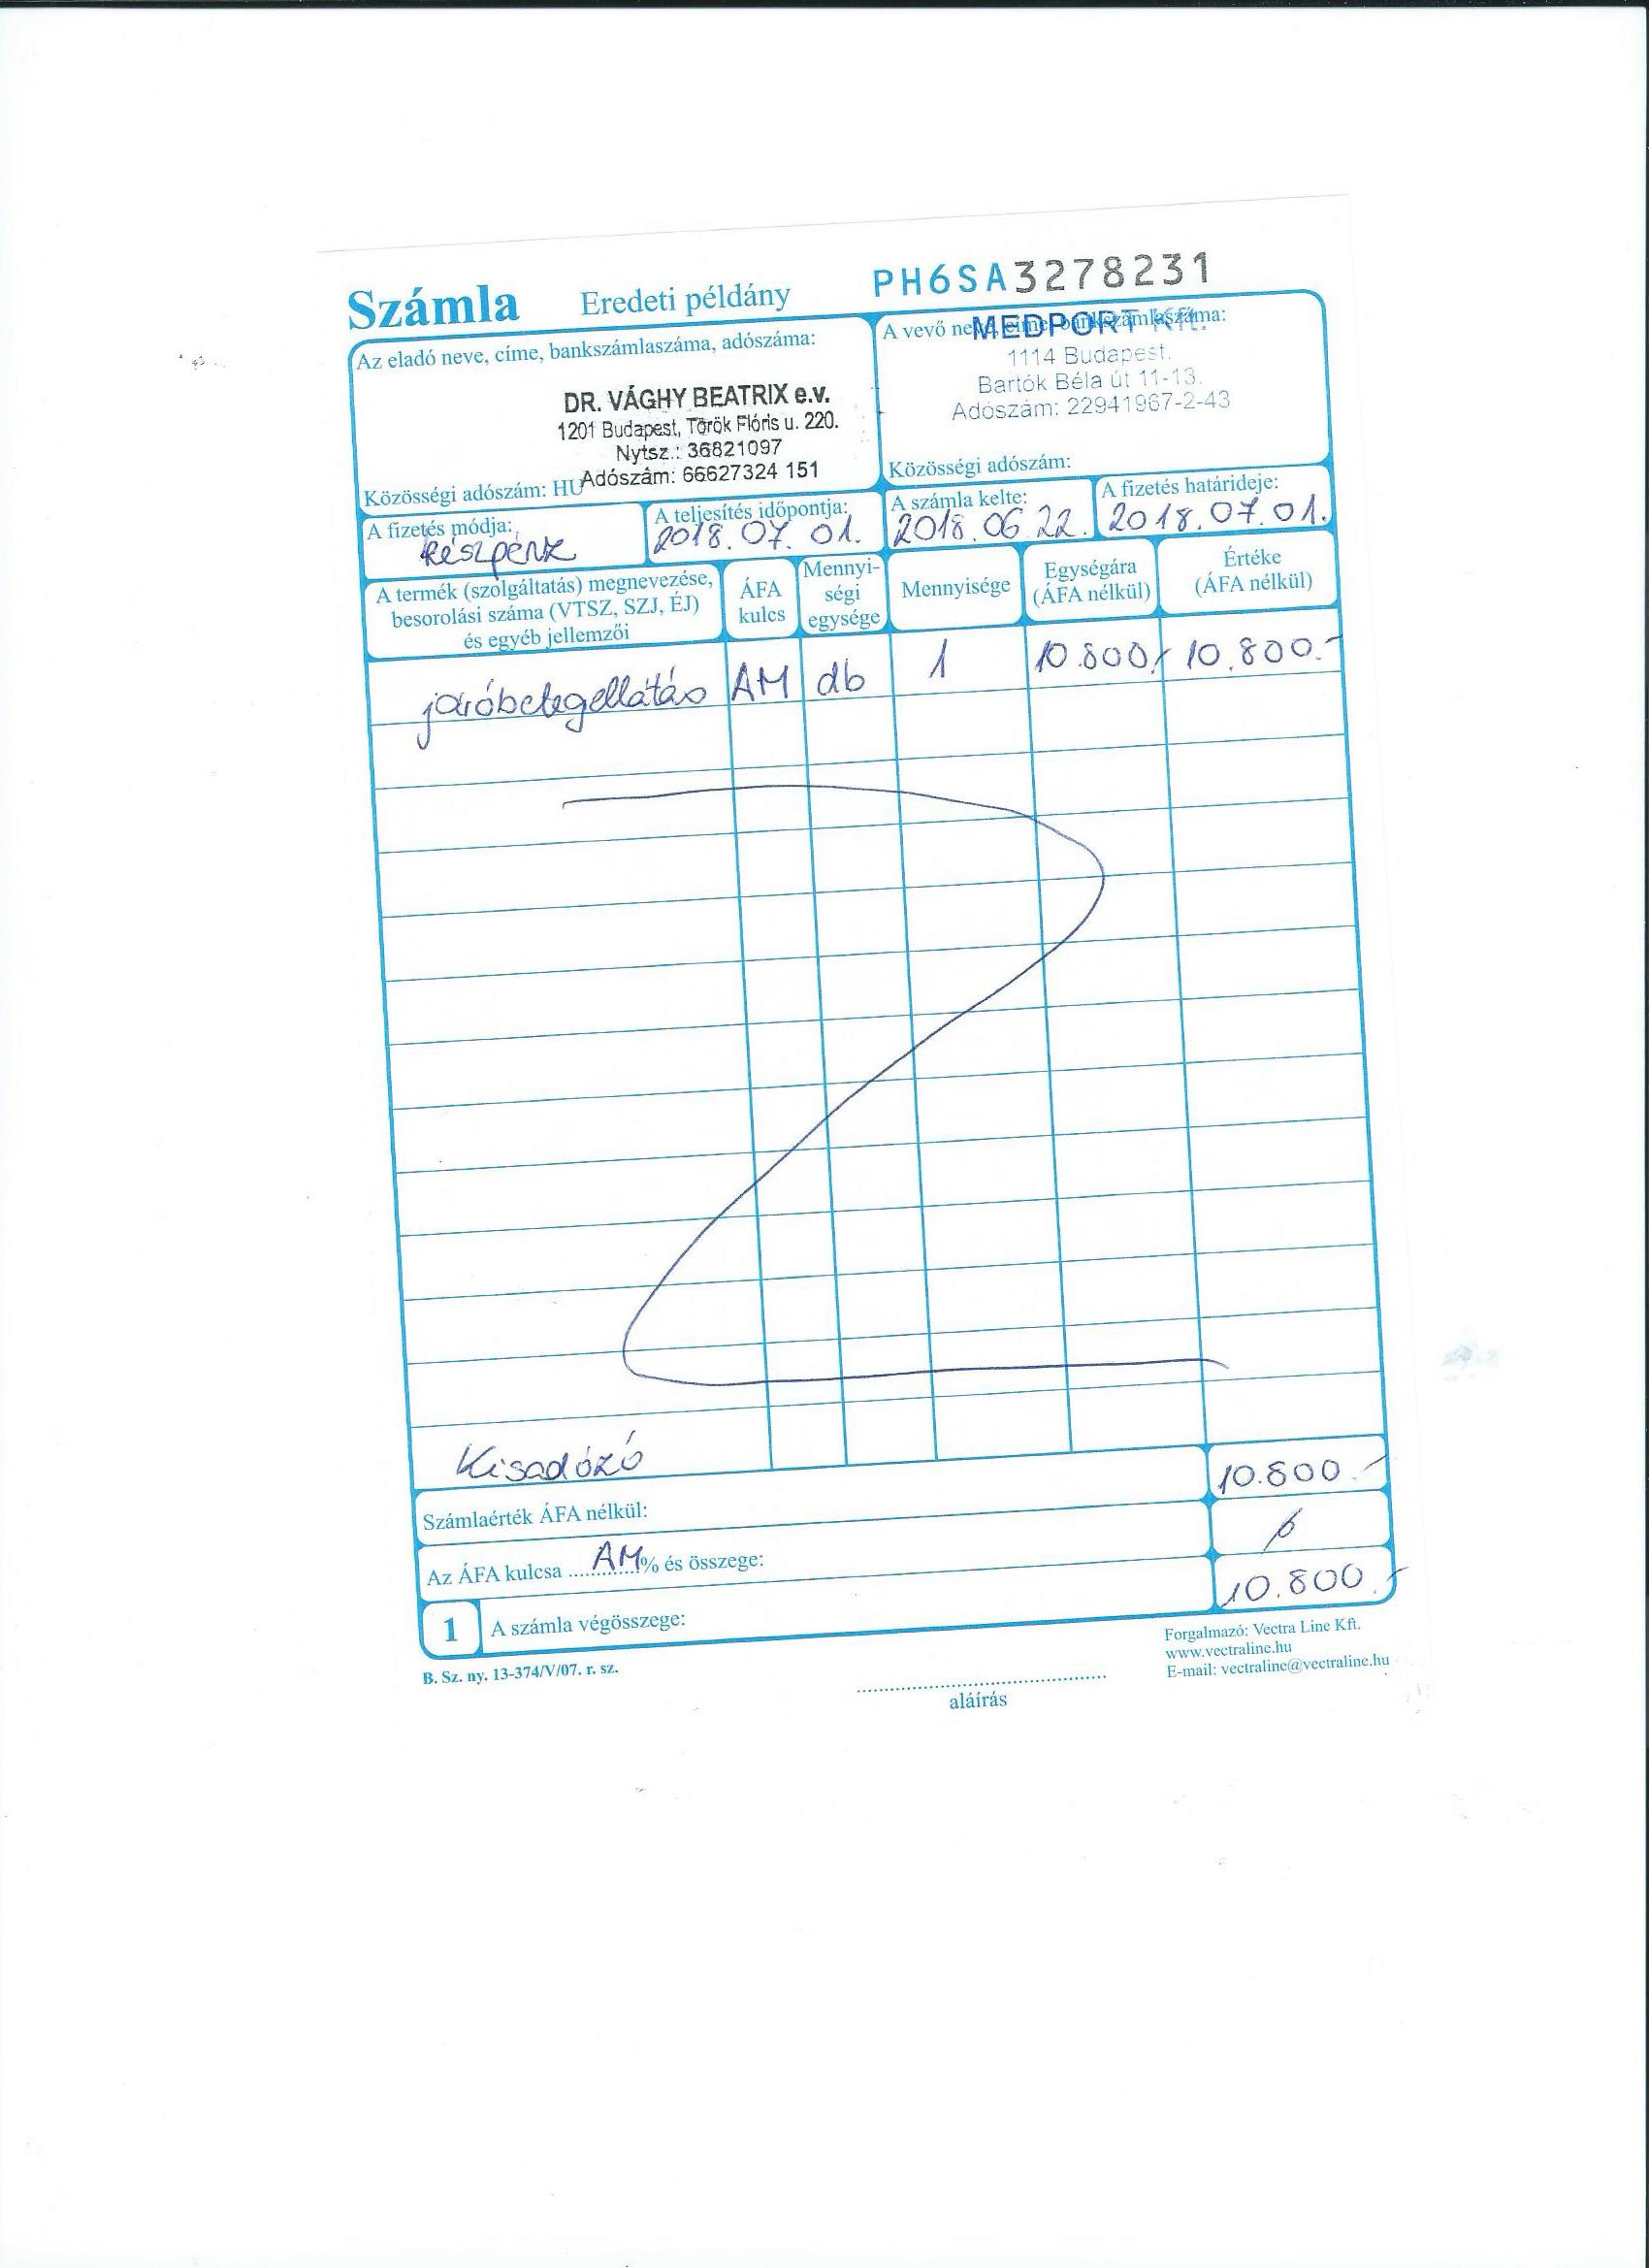 Számla Eredeti példány PH6SA3278231
Az eladó neve, címe, bankszámlaszáma, adószáma:
DR. VÁGHY BEATRIX e.v.
1201 Budapest, Török Flóris u. 220.
Nytsz.: 36821097
Adószám: 66627324 151
Közösségi adószám: HU
A vevő neve, címe, bankszámlaszáma:
MEDPORT Kft.
1114 Budapest.
Bartók Béla út 11-13.
Adószám: 22941967-2-43
Közösségi adószám:
A fizetés módja:
készpénz
A teljesítés időpontja:
2018.07.01.
A számla kelte:
2018.06.22.
A fizetés határideje:
2018.07.01.
A termék (szolgáltatás) megnevezése,
besorolási száma (VTSZ, SZJ, ÉJ)
és egyéb jellemzői
ÁFA
kulcs
Mennyi-
ségi
egysége
Mennyisége
Egységára
(ÁFA nélkül)
Értéke
(ÁFA nélkül)
járóbetegellátás AM db 1 10.800,- 10.800.-
Kisadózó
Számlaérték ÁFA nélkül: 10.800.-
Az ÁFA kulcsa ...AM...% és összege: 0
1 A számla végösszege: 10.800.-
B. Sz. ny. 13-374/V/07. r. sz.
aláírás
Forgalmazó: Vectra Line Kft.
www.vectraline.hu
E-mail: vectraline@vectraline.hu